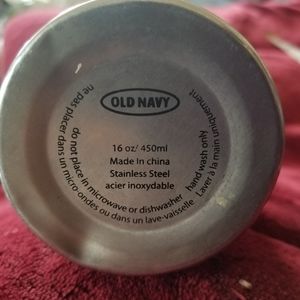 OLD NAVY
16 oz/ 450ml
Made In china
Stainless Steel
acier inoxydable
do not place in microwave or dishwasher hand wash only
ne pas placer dans un micro-ondes ou dans un lave-vaisselle Laver à la main uniquement